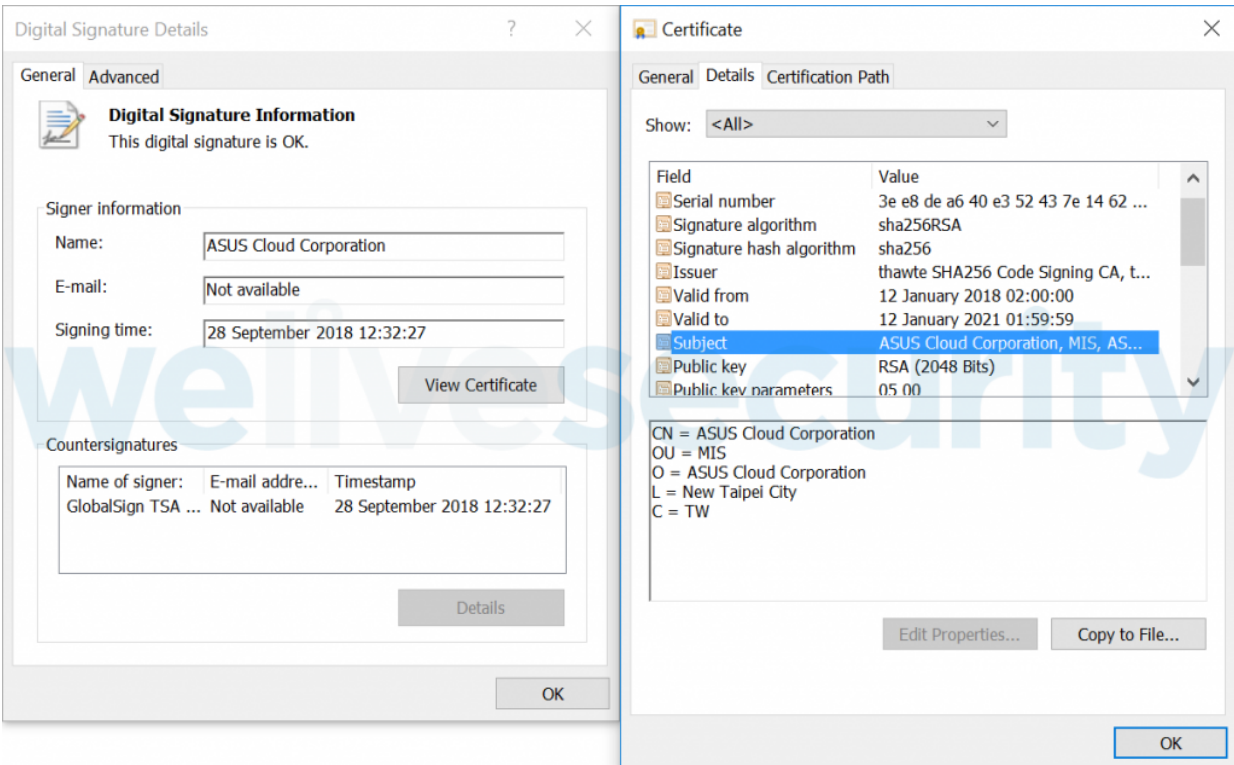 Digital Signature Details
?
General Advanced
Digital Signature Information
This digital signature is OK.
Signer information
Name: ASUS Cloud Corporation
E-mail: Not available
Signing time: 28 September 2018 12:32:27
View Certificate
Countersignatures
Name of signer: E-mail addre... Timestamp
GlobalSign TSA ... Not available 28 September 2018 12:32:27
Details
OK
Certificate
General Details Certification Path
Show: <All>
Field Value
Serial number 3e e8 de a6 40 e3 52 43 7e 14 62 ...
Signature algorithm sha256RSA
Signature hash algorithm sha256
Issuer thawte SHA256 Code Signing CA, t...
Valid from 12 January 2018 02:00:00
Valid to 12 January 2021 01:59:59
Subject ASUS Cloud Corporation, MIS, AS...
Public key RSA (2048 Bits)
Public key parameters 05 00
CN = ASUS Cloud Corporation
OU = MIS
O = ASUS Cloud Corporation
L = New Taipei City
C = TW
Edit Properties... Copy to File...
OK
welivesecurity